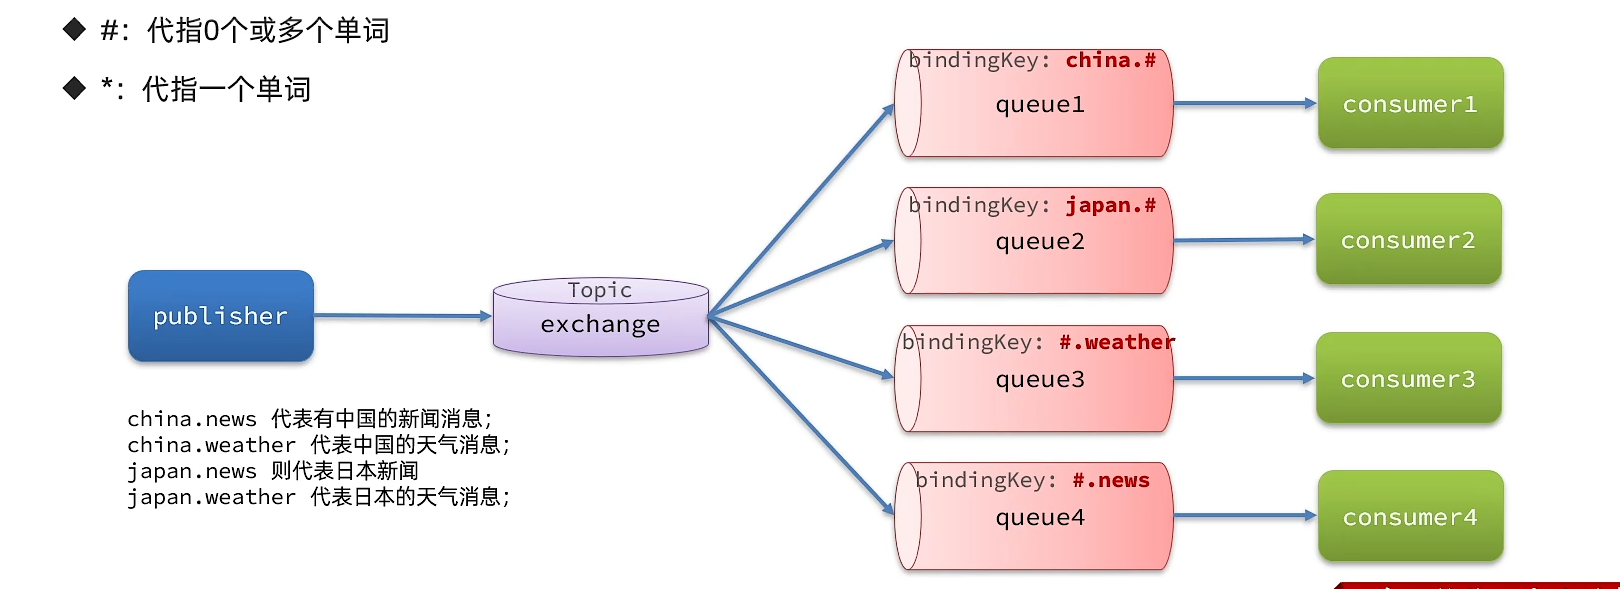 #: 代指0个或多个单词
*: 代指一个单词
bindingKey: china.#
queue1
consumer1
bindingKey: japan.#
queue2
consumer2
publisher
Topic
exchange
bindingKey: #.weather
queue3
consumer3
china.news 代表有中国的新闻消息;
china.weather 代表中国的天气消息;
japan.news 则代表日本新闻
japan.weather 代表日本的天气消息;
bindingKey: #.news
queue4
consumer4